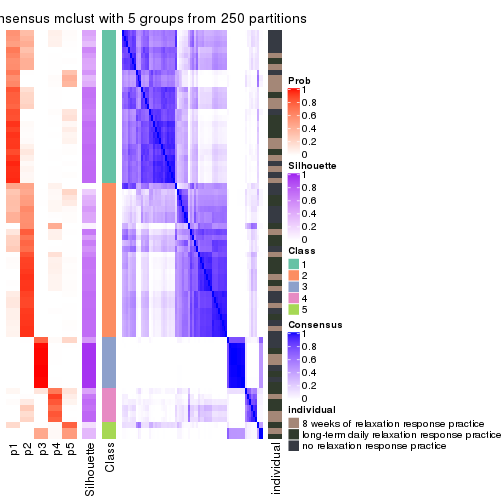 nsensus mclust with 5 groups from 250 partitions
Prob
1
0.8
0.6
0.4
0.2
0
Silhouette
1
0.8
0.6
0.4
0.2
0
Class
1
2
3
4
5
Consensus
1
0.8
0.6
0.4
0.2
0
individual
8 weeks of relaxation response practice
long-term daily relaxation response practice
no relaxation response practice
p1
p2
p3
p4
p5
Silhouette
Class
individual